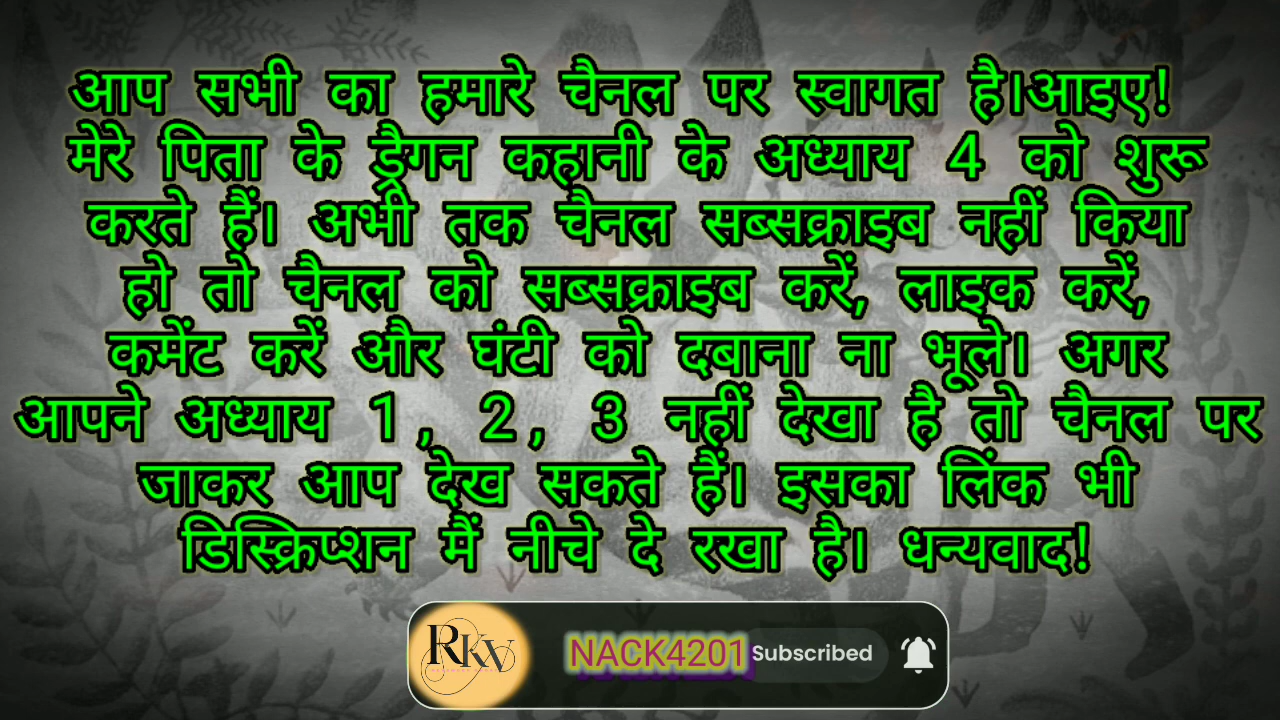 आप सभी का हमारे चैनल पर स्वागत है।आइए!
मेरे पिता के ड्रैगन कहानी के अध्याय 4 को शुरू
करते हैं। अभी तक चैनल सब्सक्राइब नहीं किया
हो तो चैनल को सब्सक्राइब करें, लाइक करें,
कमेंट करें और घंटी को दबाना ना भूले। अगर
आपने अध्याय 1, 2, 3 नहीं देखा है तो चैनल पर
जाकर आप देख सकते हैं। इसका लिंक भी
डिस्क्रिप्शन मैं नीचे दे रखा है। धन्यवाद!
RKV NACK4201 Subscribed